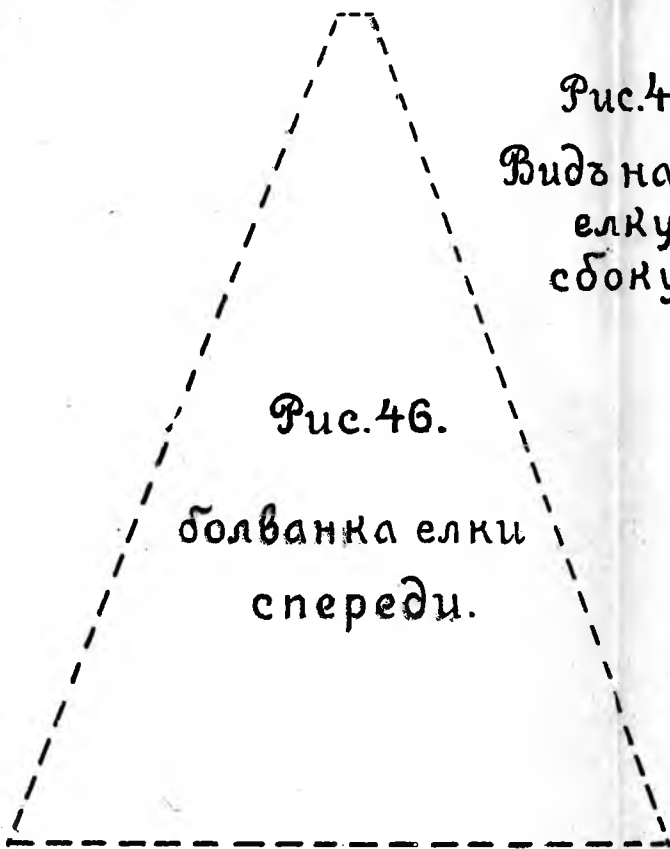 Рис.4
Видъ на
елку
сбоку
Рис.46.
болванка елки
спереди.